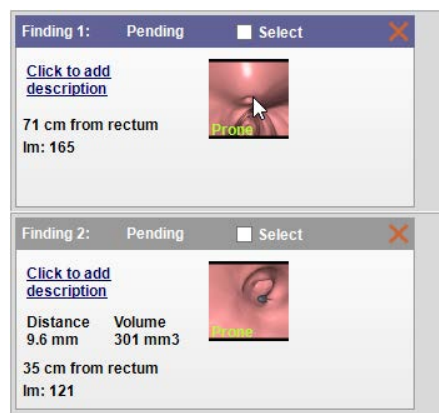 Finding 1: Pending Select
Click to add
description
Prone
71 cm from rectum
Im: 165
Finding 2: Pending Select
Click to add
description
Prone
Distance Volume
9.6 mm 301 mm3
35 cm from rectum
Im: 121